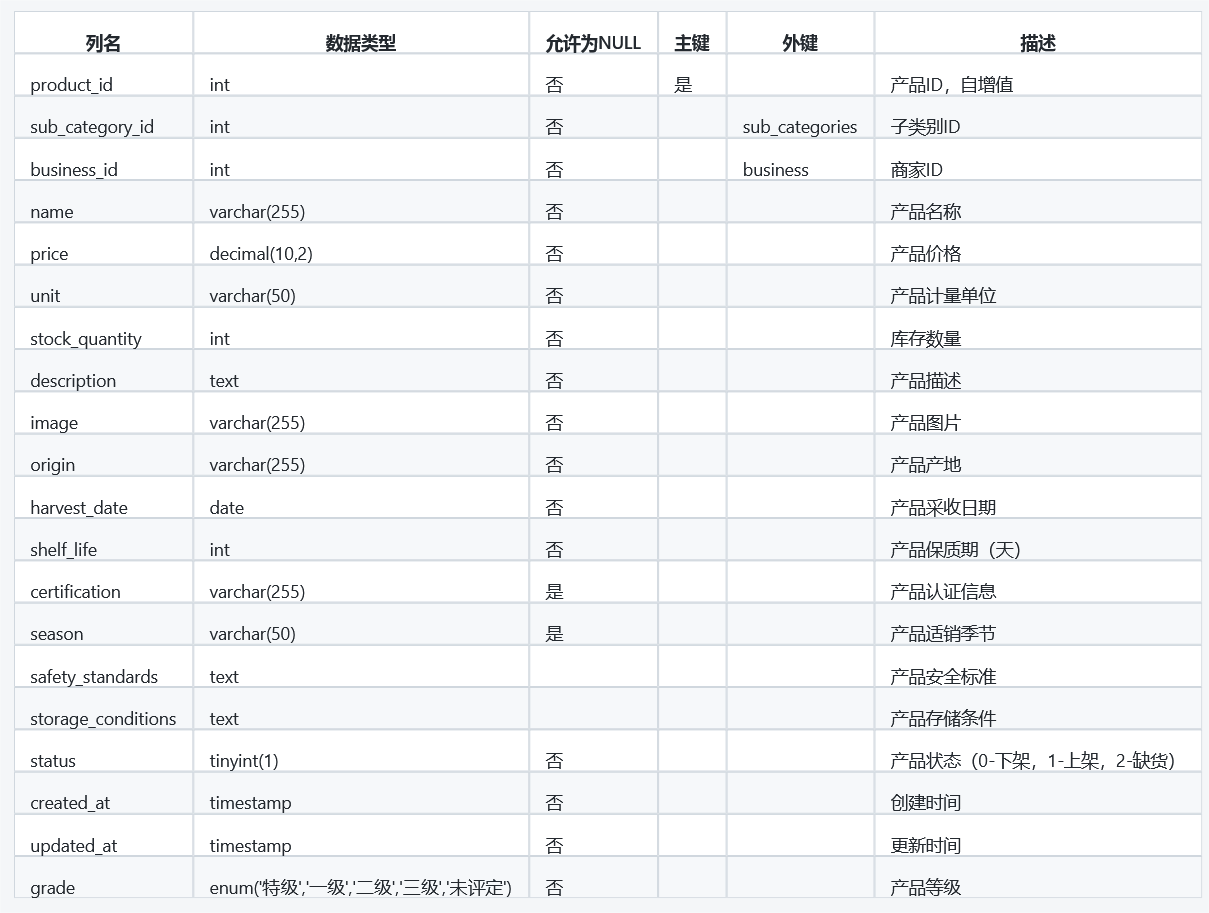 列名 数据类型 允许为NULL 主键 外键 描述
product_id int 否 是 产品ID，自增值
sub_category_id int 否 sub_categories 子类别ID
business_id int 否 business 商家ID
name varchar(255) 否 产品名称
price decimal(10,2) 否 产品价格
unit varchar(50) 否 产品计量单位
stock_quantity int 否 库存数量
description text 否 产品描述
image varchar(255) 否 产品图片
origin varchar(255) 否 产品产地
harvest_date date 否 产品采收日期
shelf_life int 否 产品保质期（天）
certification varchar(255) 是 产品认证信息
season varchar(50) 是 产品适销季节
safety_standards text 产品安全标准
storage_conditions text 产品存储条件
status tinyint(1) 否 产品状态（0-下架，1-上架，2-缺货）
created_at timestamp 否 创建时间
updated_at timestamp 否 更新时间
grade enum('特级','一级','二级','三级','未评定') 否 产品等级